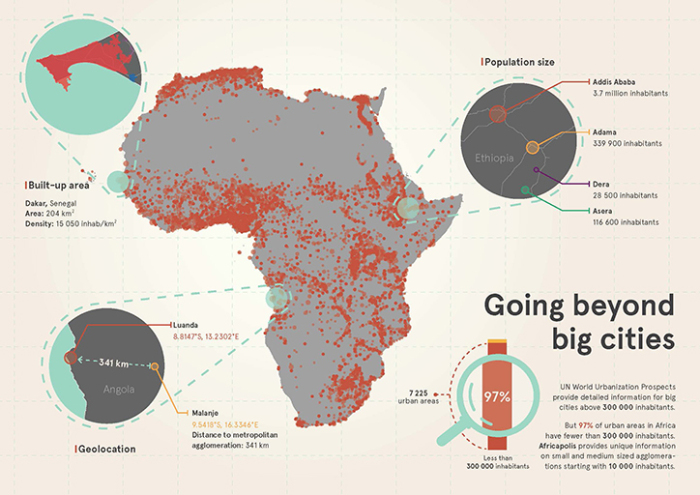 Population size
Addis Ababa
3.7 million inhabitants
Adama
339 900 inhabitants
Ethiopia
Dera
28 500 inhabitants
Asera
116 600 inhabitants
Built-up area
Dakar, Senegal
Area: 204 km²
Density: 15 050 inhab/km²
Luanda
8.8147°S, 13.2302°E
341 km
Angola
Malanje
9.5418°S, 16.3346°E
Distance to metropolitan
agglomeration: 341 km
Geolocation
Going beyond
big cities
7 225
urban areas
97%
Less than
300 000 inhabitants
UN World Urbanization Prospects
provide detailed information for big
cities above 300 000 inhabitants.
But 97% of urban areas in Africa
have fewer than 300 000 inhabitants.
Africapolis provides unique information
on small and medium sized agglomera-
tions starting with 10 000 inhabitants.